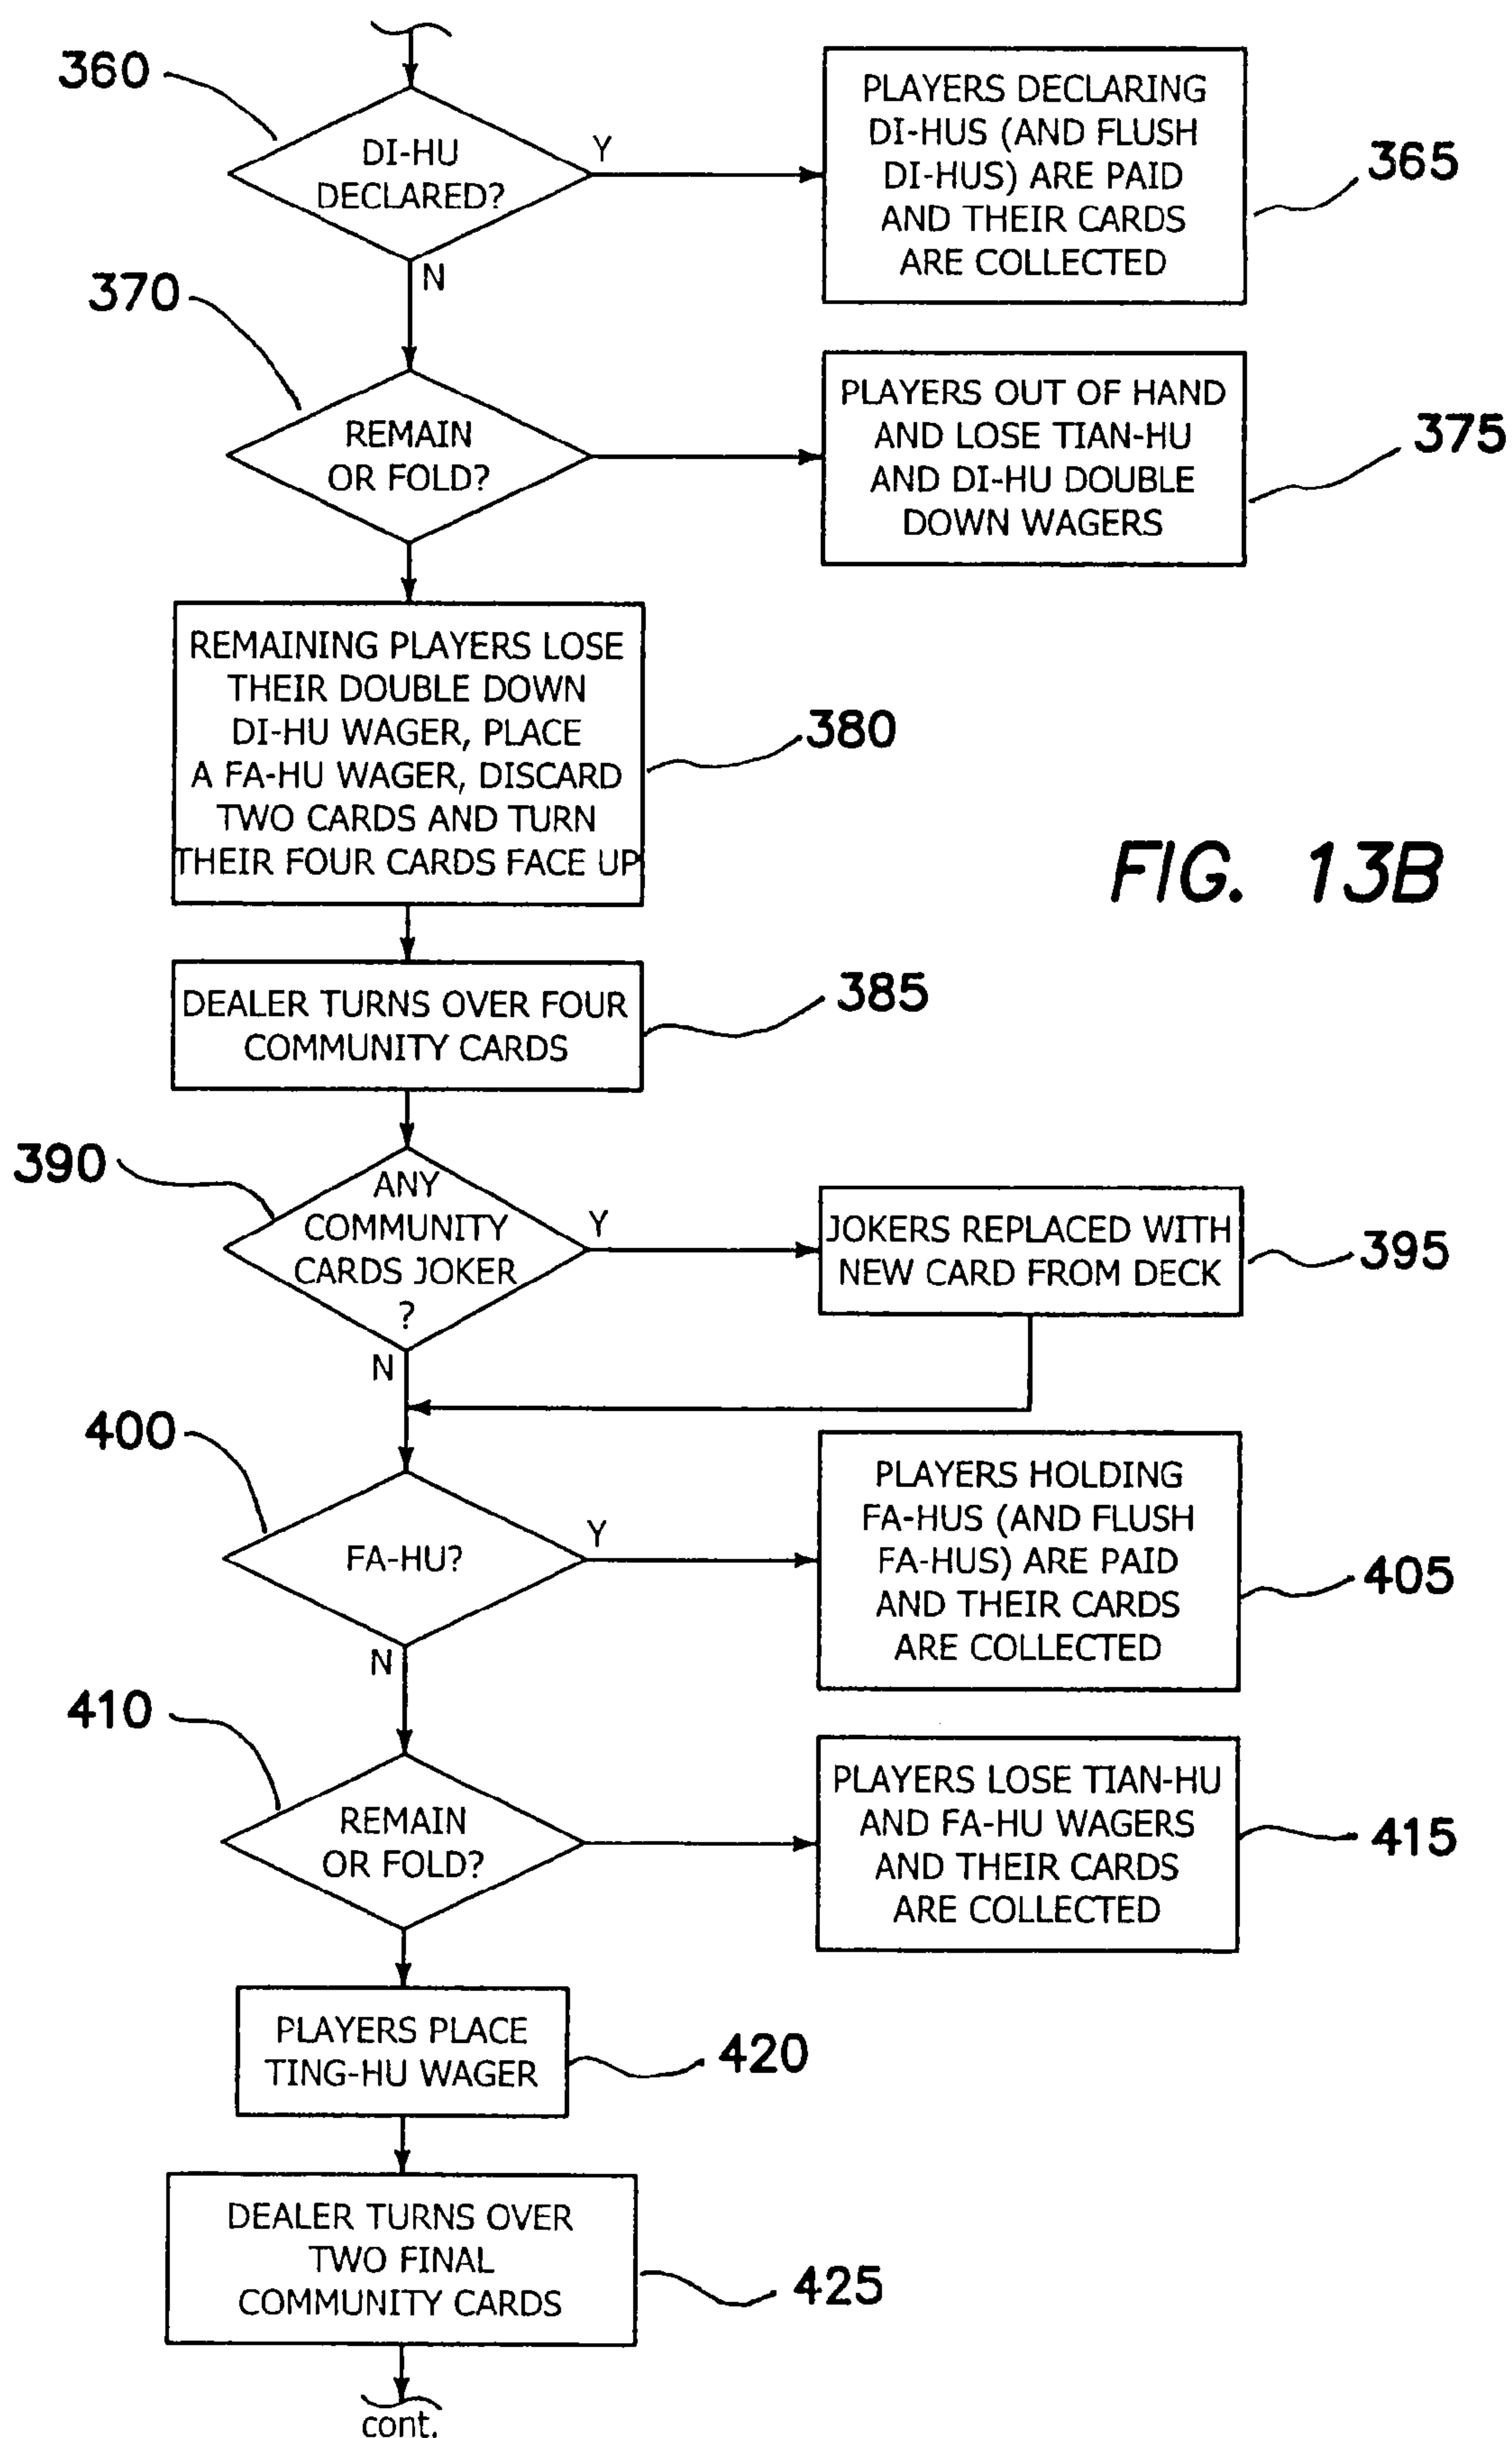 360
DI-HU
DECLARED?
Y
N
PLAYERS DECLARING
DI-HUS (AND FLUSH
DI-HUS) ARE PAID
AND THEIR CARDS
ARE COLLECTED
365
370
REMAIN
OR FOLD?
PLAYERS OUT OF HAND
AND LOSE TIAN-HU
AND DI-HU DOUBLE
DOWN WAGERS
375
REMAINING PLAYERS LOSE
THEIR DOUBLE DOWN
DI-HU WAGER, PLACE
A FA-HU WAGER, DISCARD
TWO CARDS AND TURN
THEIR FOUR CARDS FACE UP
380
FIG. 13B
DEALER TURNS OVER FOUR
COMMUNITY CARDS
385
390
ANY
COMMUNITY
CARDS JOKER
?
Y
N
JOKERS REPLACED WITH
NEW CARD FROM DECK
395
400
FA-HU?
Y
N
PLAYERS HOLDING
FA-HUS (AND FLUSH
FA-HUS) ARE PAID
AND THEIR CARDS
ARE COLLECTED
405
410
REMAIN
OR FOLD?
PLAYERS LOSE TIAN-HU
AND FA-HU WAGERS
AND THEIR CARDS
ARE COLLECTED
415
PLAYERS PLACE
TING-HU WAGER
420
DEALER TURNS OVER
TWO FINAL
COMMUNITY CARDS
425
cont.